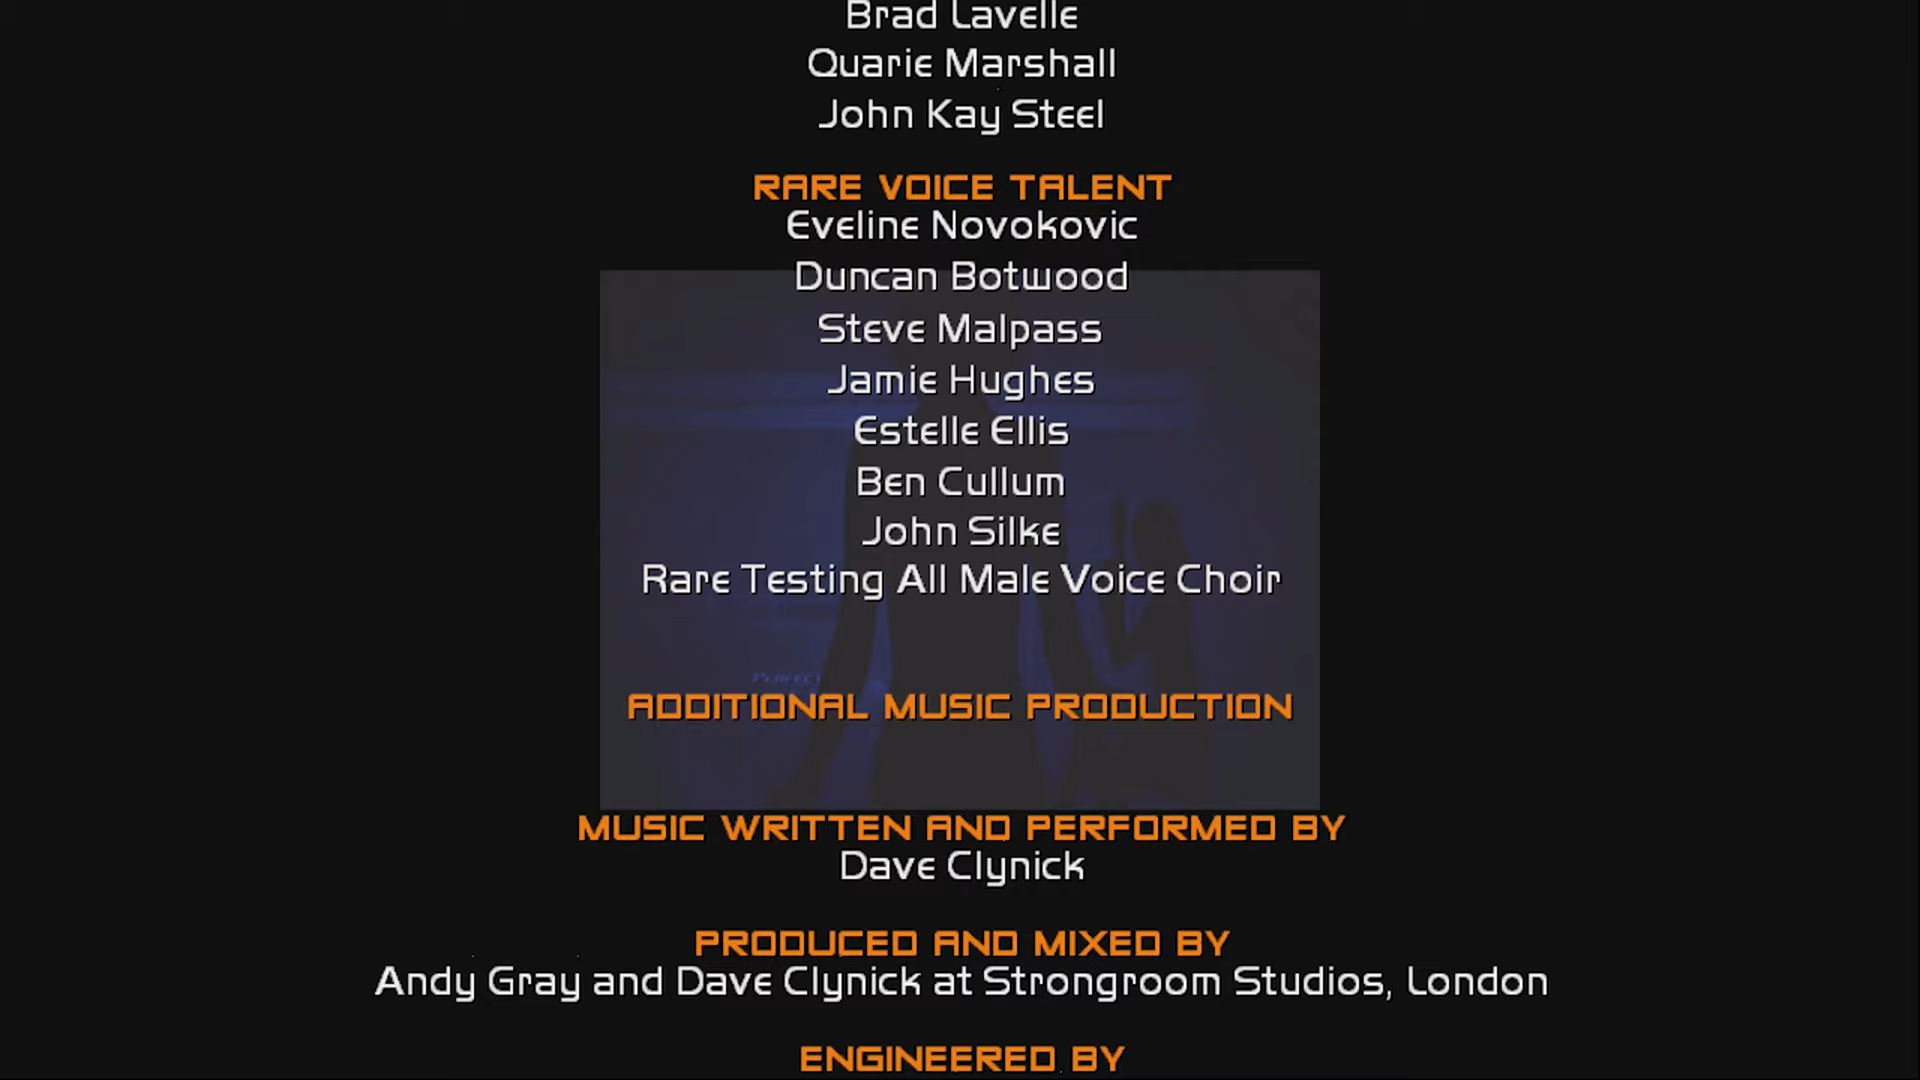 Brad Lavelle
Quarie Marshall
John Kay Steel
RARE VOICE TALENT
Eveline Novokovic
Duncan Botwood
Steve Malpass
Jamie Hughes
Estelle Ellis
Ben Cullum
John Silke
Rare Testing All Male Voice Choir
PERFECT
ADDITIONAL MUSIC PRODUCTION
MUSIC WRITTEN AND PERFORMED BY
Dave Clynick
PRODUCED AND MIXED BY
Andy Gray and Dave Clynick at Strongroom Studios, London
ENGINEERED BY